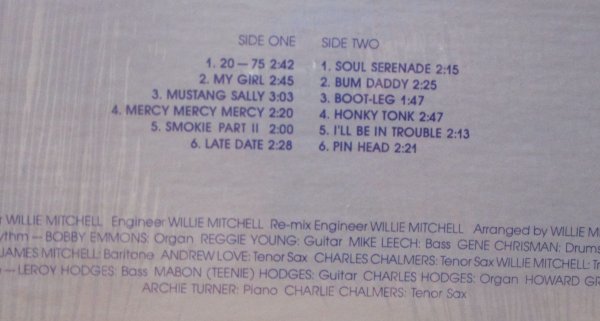 SIDE ONE
1. 20 – 75 2:42
2. MY GIRL 2:45
3. MUSTANG SALLY 3:03
4. MERCY MERCY MERCY 2:20
5. SMOKIE PART II 2:00
6. LATE DATE 2:28
SIDE TWO
1. SOUL SERENADE 2:15
2. BUM DADDY 2:25
3. BOOT-LEG 1:47
4. HONKY TONK 2:47
5. I'LL BE IN TROUBLE 2:13
6. PIN HEAD 2:21
WILLIE MITCHELL Engineer WILLIE MITCHELL Re-mix Engineer WILLIE MITCHELL Arranged by WILLIE
BOBBY EMMONS: Organ REGGIE YOUNG: Guitar MIKE LEECH: Bass GENE CHRISMAN: Drums
JAMES MITCHELL: Baritone ANDREW LOVE: Tenor Sax CHARLES CHALMERS: Tenor Sax WILLIE MITCHELL:
– LEROY HODGES: Bass MABON (TEENIE) HODGES: Guitar CHARLES HODGES: Organ HOWARD
ARCHIE TURNER: Piano CHARLIE CHALMERS: Tenor Sax